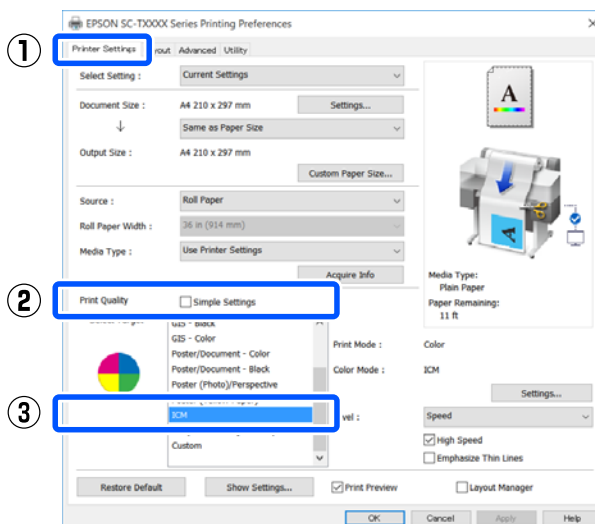 EPSON SC-TXXXX Series Printing Preferences
①
Printer Settings yout Advanced Utility
Select Setting : Current Settings
Document Size : A4 210 x 297 mm Settings...
Same as Paper Size
Output Size : A4 210 x 297 mm
Custom Paper Size...
Source : Roll Paper
Roll Paper Width : 36 in (914 mm)
Media Type : Use Printer Settings
Acquire Info
A
Media Type:
Plain Paper
Paper Remaining:
11 ft
②
Print Quality Simple Settings
GIS - Black
GIS - Color
Poster/Document - Color
Poster/Document - Black
Poster (Photo)/Perspective
③
ICM
Custom
Print Mode : Color
Color Mode : ICM
Settings...
vel : Speed
High Speed
Emphasize Thin Lines
Restore Default Show Settings... Print Preview Layout Manager
OK Cancel Apply Help